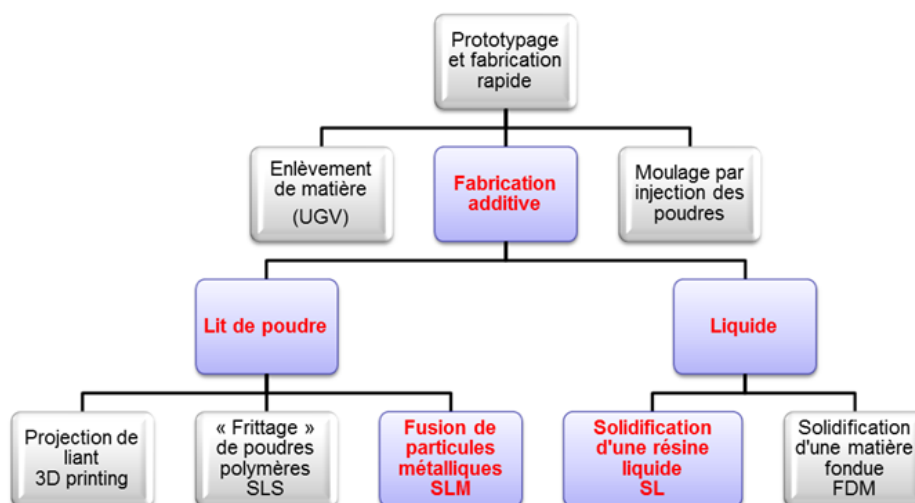 Prototypage
et fabrication
rapide
Enlèvement
de matière
(UGV)
Fabrication
additive
Moulage par
injection des
poudres
Lit de poudre
Liquide
Projection de
liant
3D printing
« Frittage »
de poudres
polymères
SLS
Fusion de
particules
métalliques
SLM
Solidification
d'une résine
liquide
SL
Solidification
d'une matière
fondue
FDM